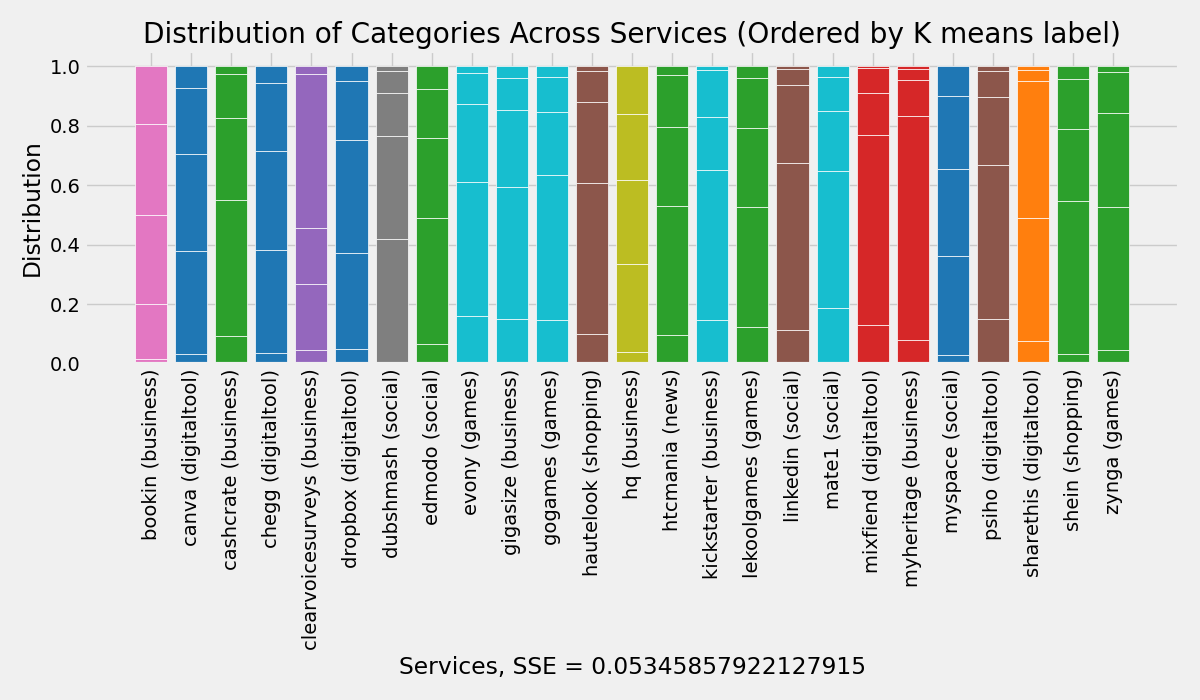 Distribution of Categories Across Services (Ordered by K means label)
Distribution
1.0
0.8
0.6
0.4
0.2
0.0
bookin (business)
canva (digitaltool)
cashcrate (business)
chegg (digitaltool)
clearvoicesurveys (business)
dropbox (digitaltool)
dubshmash (social)
edmodo (social)
evony (games)
gigasize (business)
gogames (games)
hautelook (shopping)
hq (business)
htcmania (news)
kickstarter (business)
lekoolgames (games)
linkedin (social)
mate1 (social)
mixfiend (digitaltool)
myheritage (business)
myspace (social)
psiho (digitaltool)
sharethis (digitaltool)
shein (shopping)
zynga (games)
Services, SSE = 0.05345857922127915